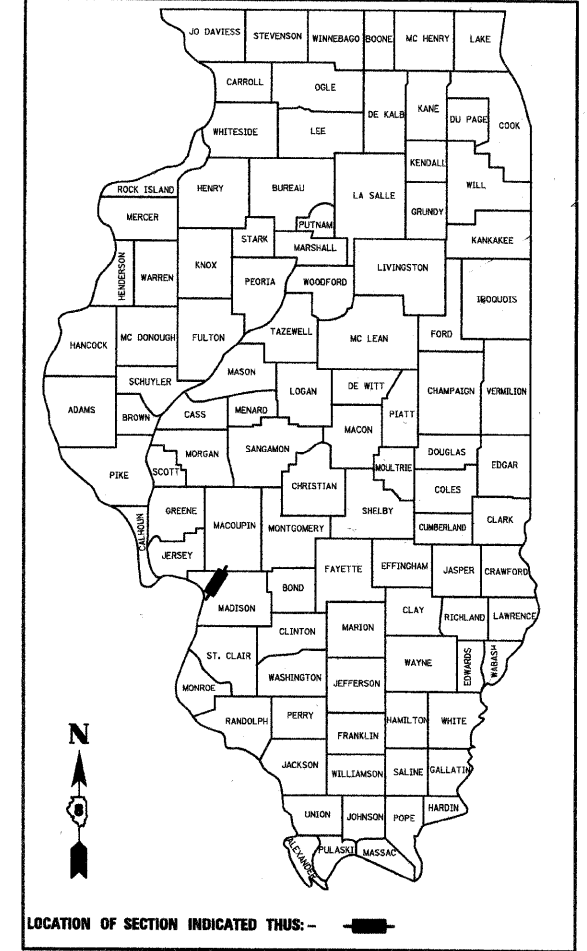 JO DAVIESS STEVENSON WINNEBAGO BOONE MC HENRY LAKE
CARROLL OGLE DE KALB KANE DU PAGE COOK
WHITESIDE LEE KENDALL WILL
ROCK ISLAND HENRY BUREAU LA SALLE GRUNDY
MERCER PUTNAM
STARK MARSHALL KANKAKEE
HENDERSON WARREN KNOX PEORIA WOODFORD LIVINGSTON IROQUOIS
HANCOCK MC DONOUGH FULTON TAZEWELL MC LEAN FORD
MASON
SCHUYLER LOGAN DE WITT CHAMPAIGN VERMILION
ADAMS BROWN CASS MENARD PIATT
MACON
PIKE SCOTT MORGAN SANGAMON MOULTRIE DOUGLAS EDGAR
CHRISTIAN COLES
CALHOUN GREENE MACOUPIN MONTGOMERY SHELBY CUMBERLAND CLARK
JERSEY FAYETTE EFFINGHAM JASPER CRAWFORD
MADISON BOND CLAY RICHLAND LAWRENCE
CLINTON MARION
ST. CLAIR WAYNE EDWARDS WABASH
MONROE WASHINGTON JEFFERSON
RANDOLPH PERRY HAMILTON WHITE
N FRANKLIN
JACKSON WILLIAMSON SALINE GALLATIN
8 UNION JOHNSON POPE HARDIN
ALEXANDER PULASKI MASSAC
LOCATION OF SECTION INDICATED THUS: –